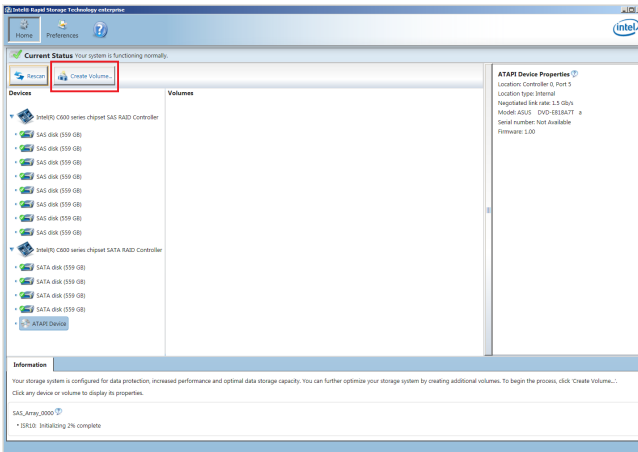 Intel® Rapid Storage Technology enterprise
Home
Preferences
intel
Current Status Your system is functioning normally.
Rescan
Create Volume...
Devices
Volumes
Intel(R) C600 series chipset SAS RAID Controller
SAS disk (559 GB)
SAS disk (559 GB)
SAS disk (559 GB)
SAS disk (559 GB)
SAS disk (559 GB)
SAS disk (559 GB)
SAS disk (559 GB)
SAS disk (559 GB)
Intel(R) C600 series chipset SATA RAID Controller
SATA disk (559 GB)
SATA disk (559 GB)
SATA disk (559 GB)
SATA disk (559 GB)
ATAPI Device
ATAPI Device Properties
Location: Controller 0, Port 5
Location type: Internal
Negotiated link rate: 1.5 Gb/s
Model: ASUS DVD-E818A7T a
Serial number: Not Available
Firmware: 1.00
Information
Your storage system is configured for data protection, increased performance and optimal data storage capacity. You can further optimize your storage system by creating additional volumes. To begin the process, click 'Create Volume...'.
Click any device or volume to display its properties.
SAS_Array_0000
• ISR10: Initializing 2% complete